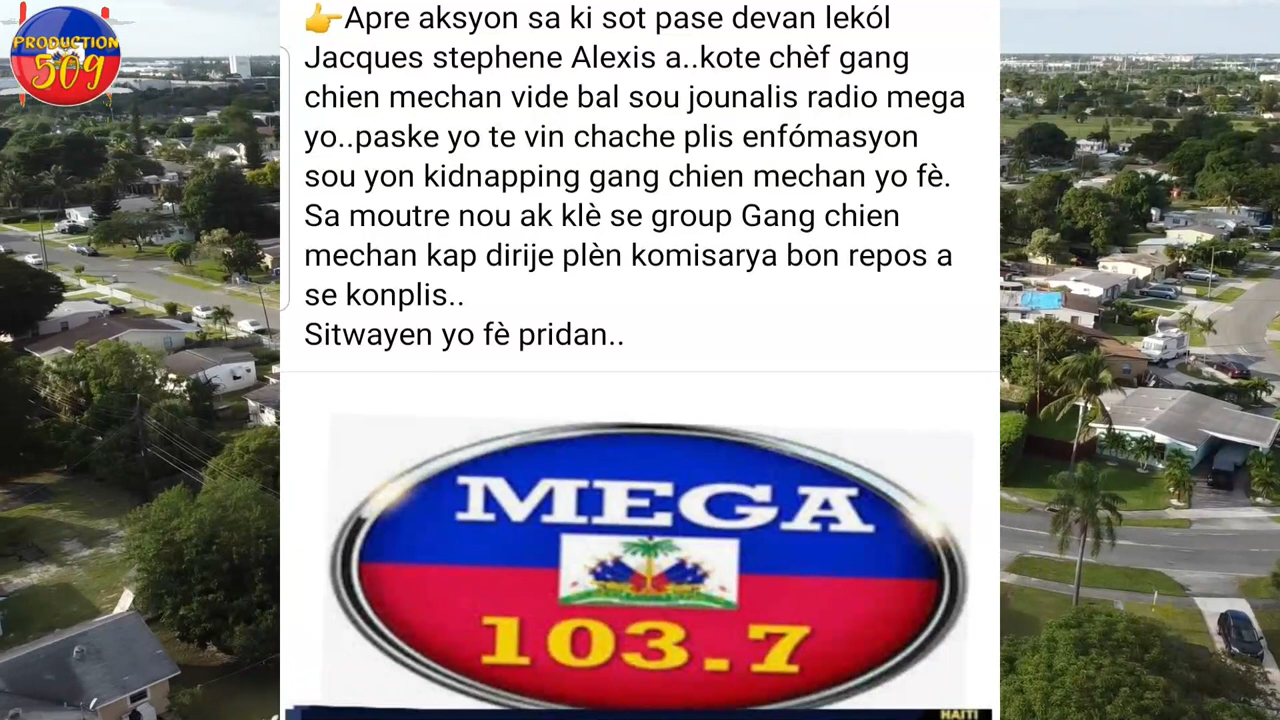 PRODUCTION
509
👉Apre aksyon sa ki sot pase devan lekól
Jacques stephene Alexis a..kote chèf gang
chien mechan vide bal sou jounalis radio mega
yo..paske yo te vin chache plis enfómasyon
sou yon kidnapping gang chien mechan yo fè.
Sa moutre nou ak klè se group Gang chien
mechan kap dirije plèn komisarya bon repos a
se konplis..
Sitwayen yo fè pridan..
MEGA
103.7
HAITI